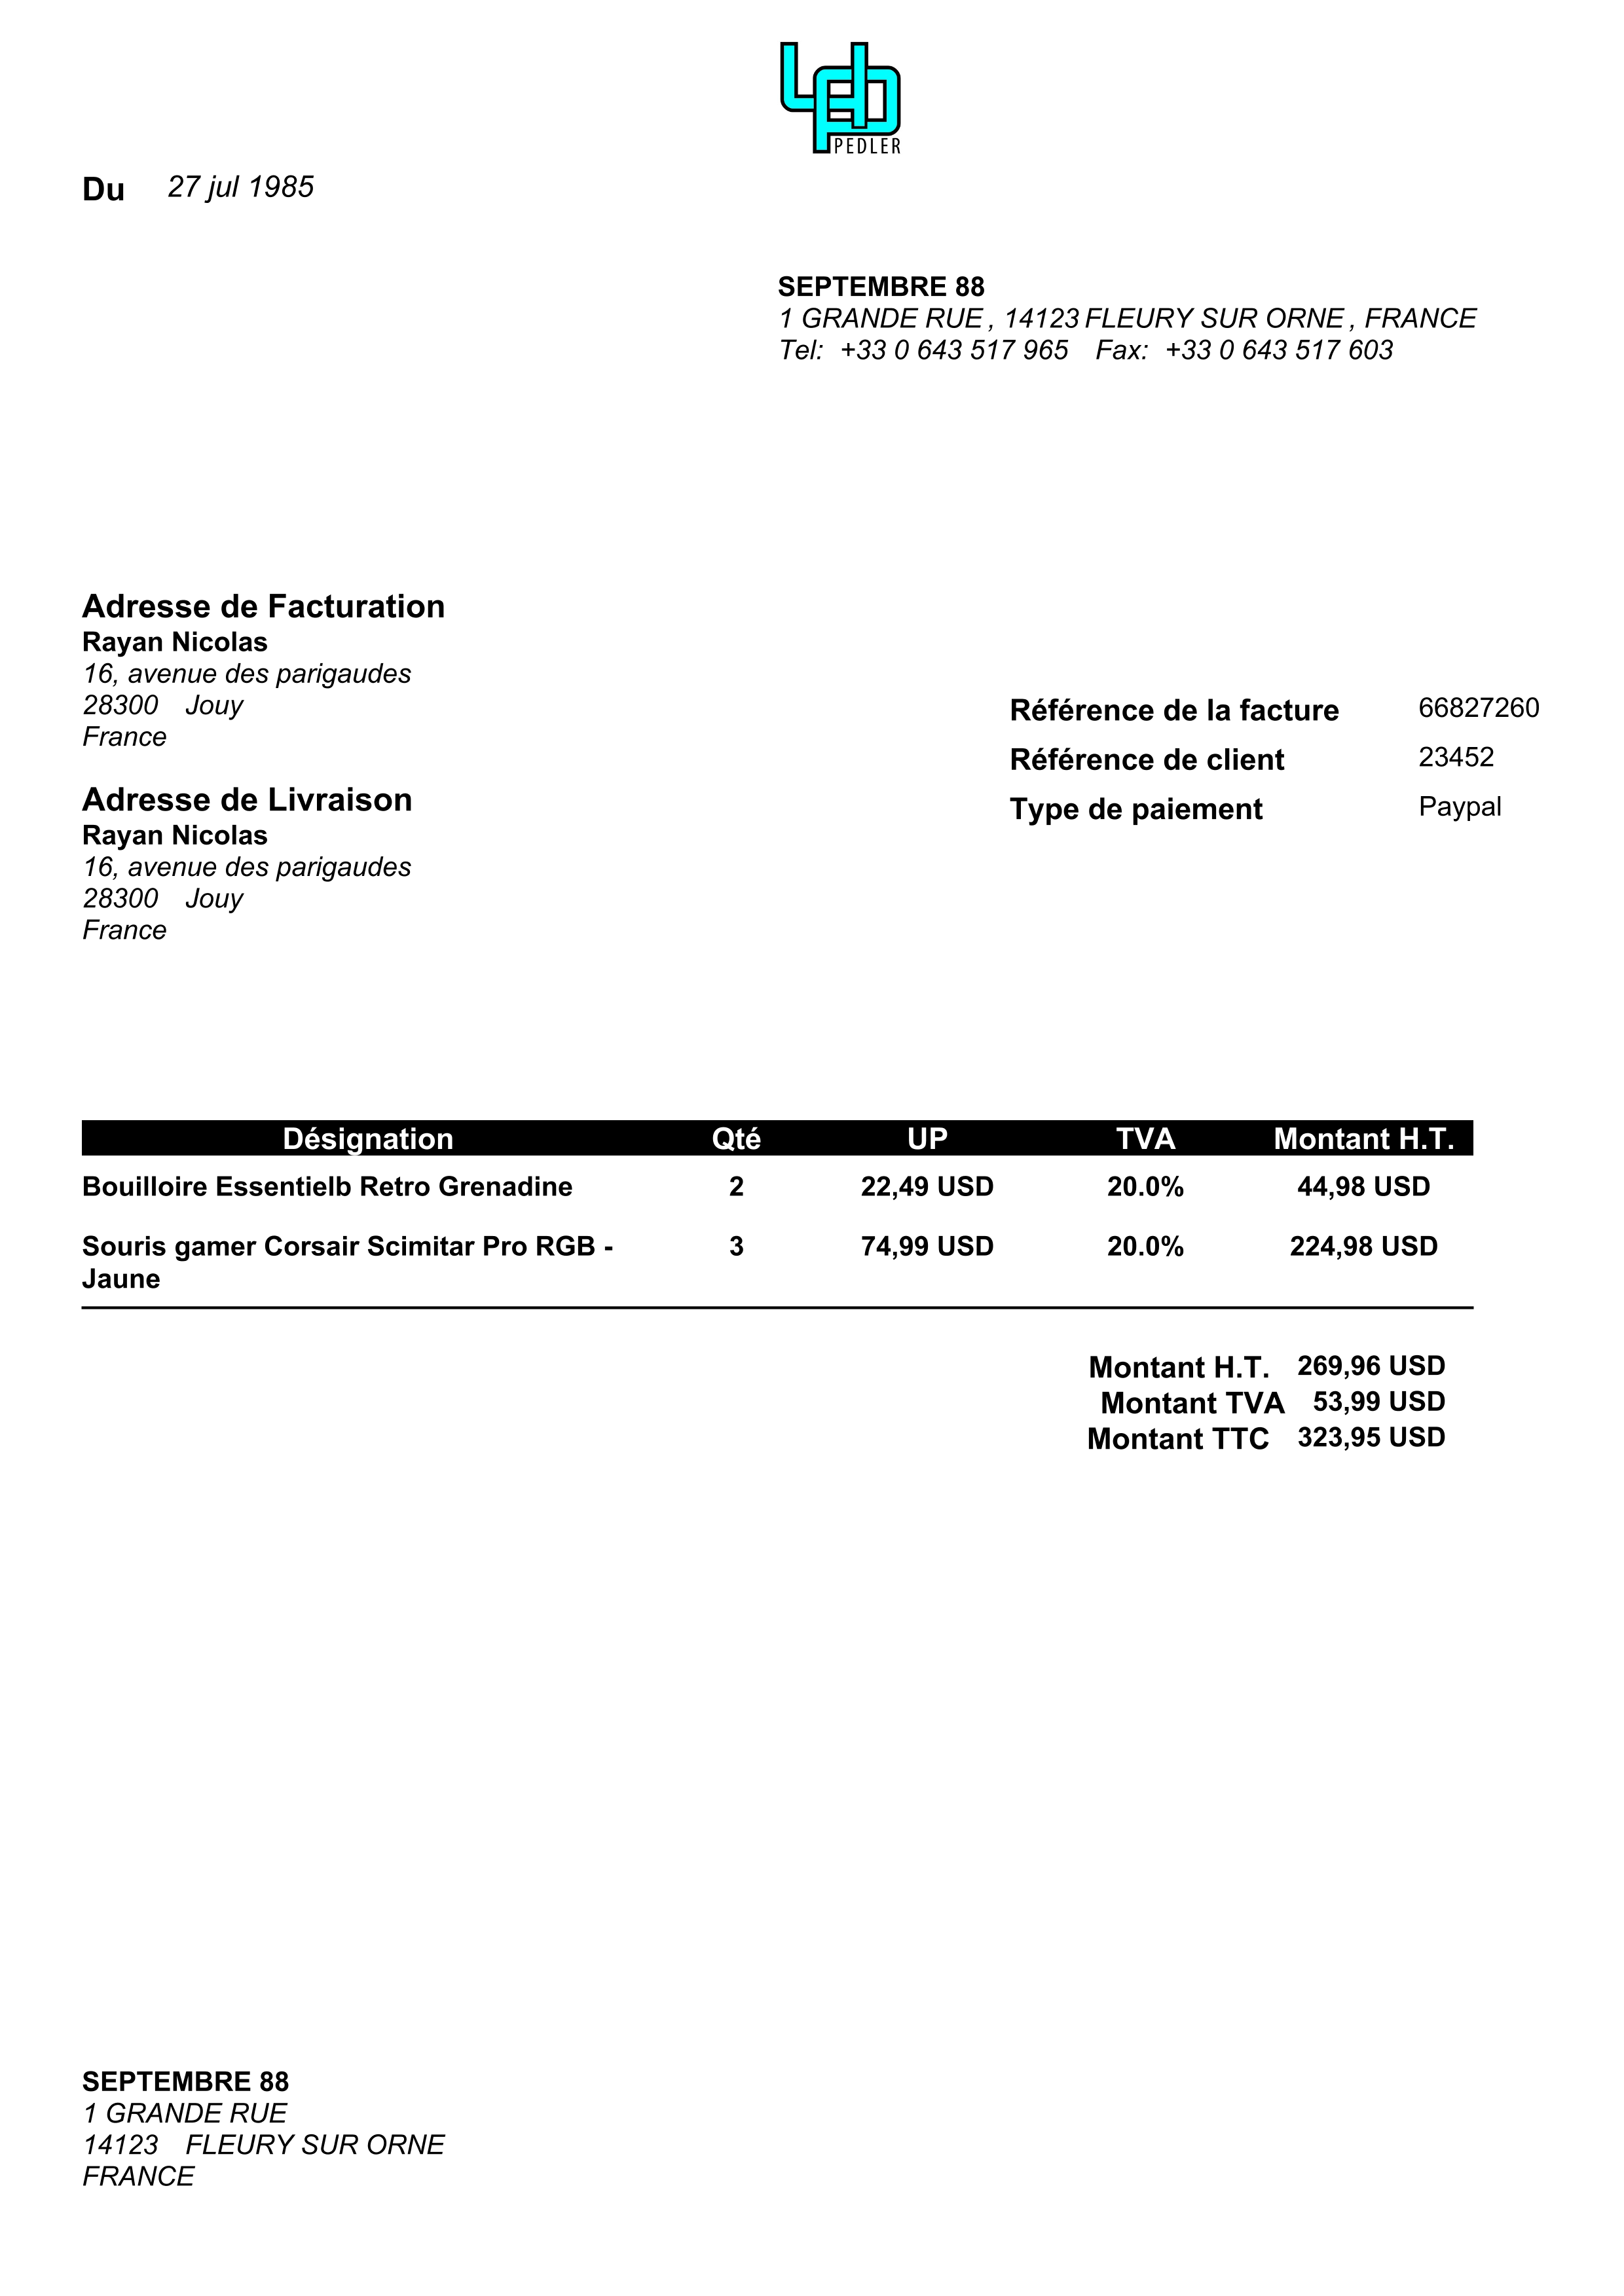 PEDLER
Du 27 jul 1985
SEPTEMBRE 88
1 GRANDE RUE , 14123 FLEURY SUR ORNE , FRANCE
Tel: +33 0 643 517 965 Fax: +33 0 643 517 603
Adresse de Facturation
Rayan Nicolas
16, avenue des parigaudes
28300 Jouy
France
Référence de la facture 66827260
Référence de client 23452
Type de paiement Paypal
Adresse de Livraison
Rayan Nicolas
16, avenue des parigaudes
28300 Jouy
France
Désignation Qté UP TVA Montant H.T.
Bouilloire Essentielb Retro Grenadine 2 22,49 USD 20.0% 44,98 USD
Souris gamer Corsair Scimitar Pro RGB - 3 74,99 USD 20.0% 224,98 USD
Jaune
Montant H.T. 269,96 USD
Montant TVA 53,99 USD
Montant TTC 323,95 USD
SEPTEMBRE 88
1 GRANDE RUE
14123 FLEURY SUR ORNE
FRANCE